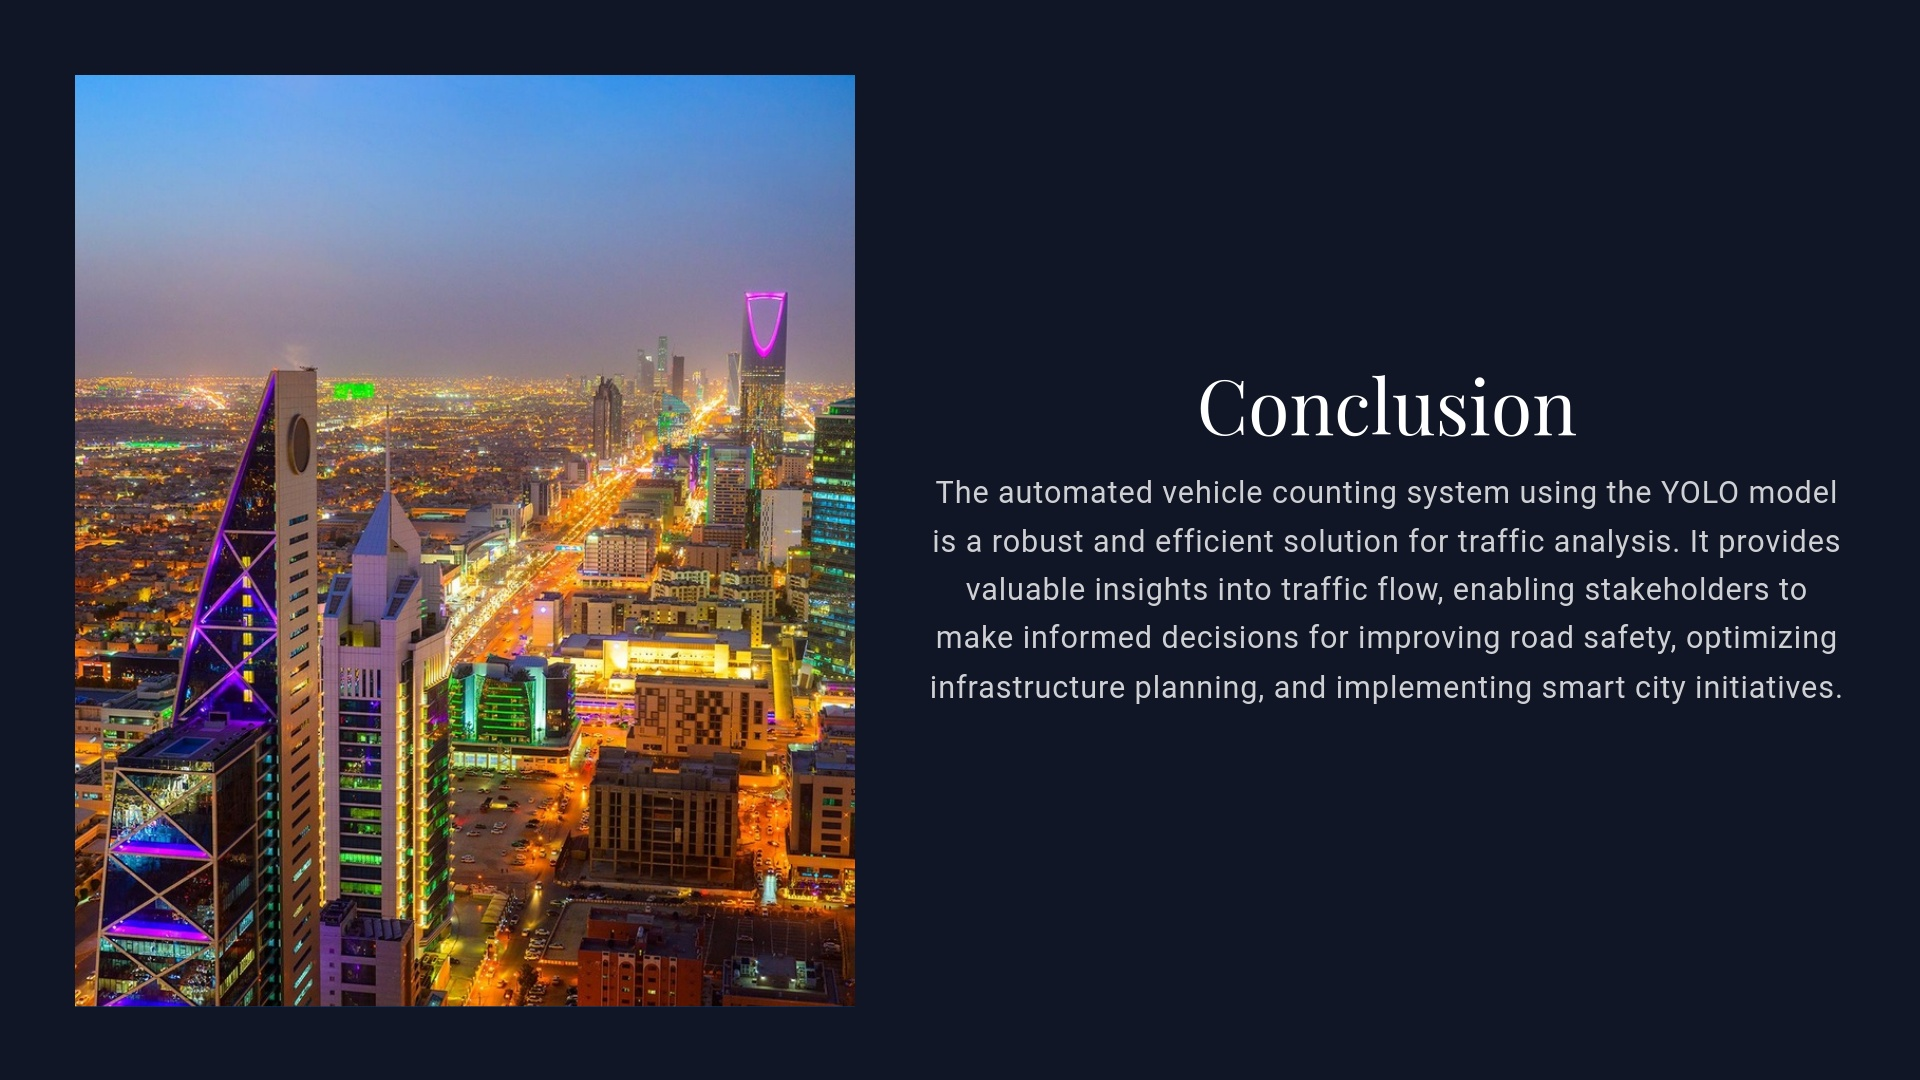 Conclusion
The automated vehicle counting system using the YOLO model
is a robust and efficient solution for traffic analysis. It provides
valuable insights into traffic flow, enabling stakeholders to
make informed decisions for improving road safety, optimizing
infrastructure planning, and implementing smart city initiatives.